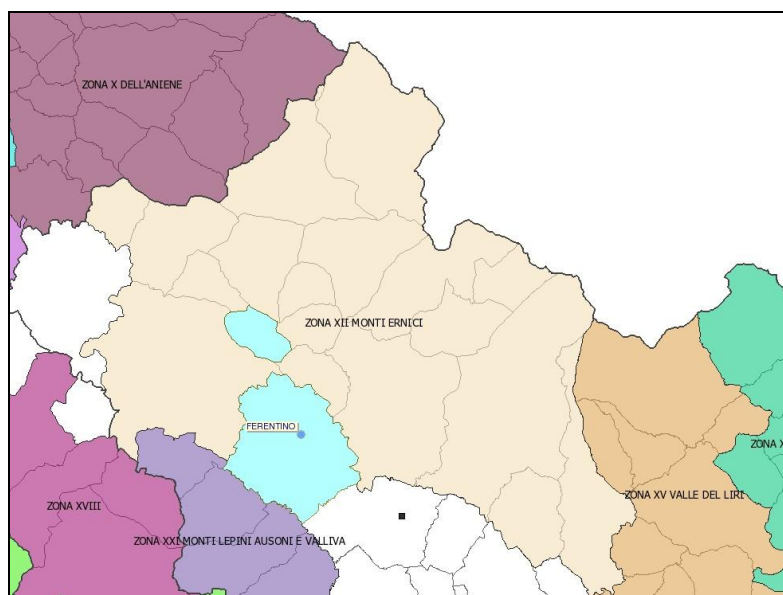 ZONA X DELL'ANIENE
ZONA XII MONTI ERNICI
FERENTINO
ZONA X
ZONA XV VALLE DEL LIRI
ZONA XVIII
ZONA XXI MONTI LEPINI AUSONI E VALLIVA